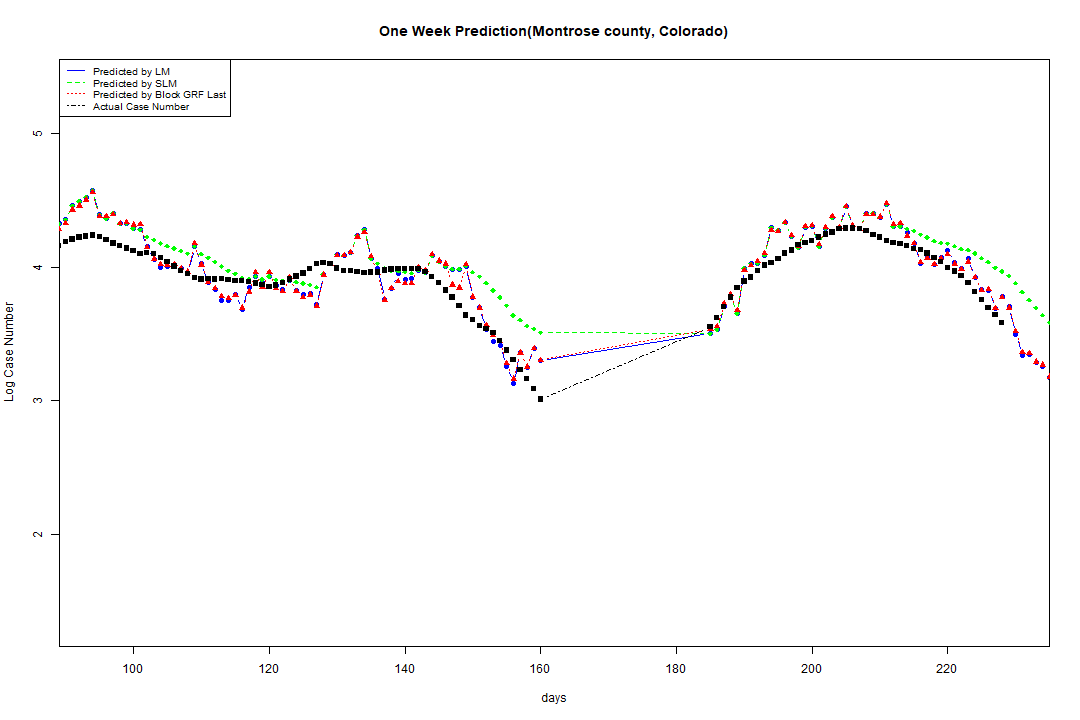 One Week Prediction(Montrose county, Colorado)
Predicted by LM
Predicted by SLM
Predicted by Block GRF Last
Actual Case Number
5
4
3
2
Log Case Number
100 120 140 160 180 200 220
days